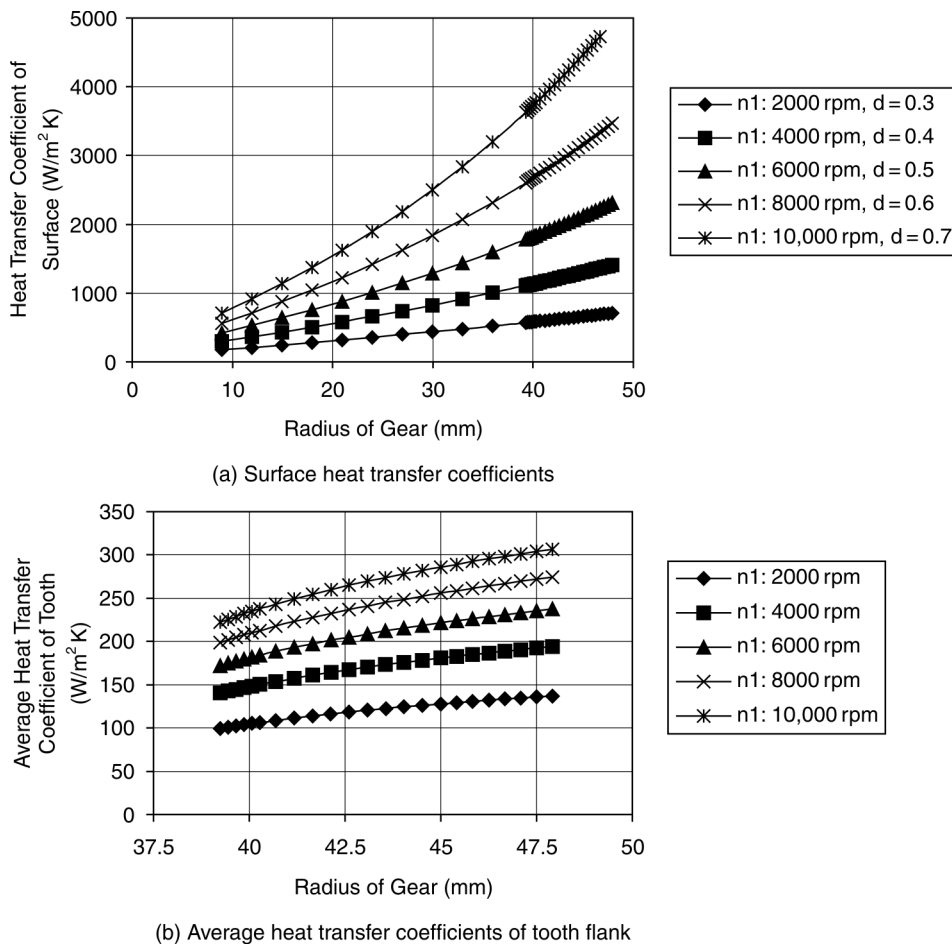 5000
4000
3000
2000
1000
0
0
10
20
30
40
50
Heat Transfer Coefficient of
Surface (W/m² K)
Radius of Gear (mm)
n1: 2000 rpm, d = 0.3
n1: 4000 rpm, d = 0.4
n1: 6000 rpm, d = 0.5
n1: 8000 rpm, d = 0.6
n1: 10,000 rpm, d = 0.7
(a) Surface heat transfer coefficients
350
300
250
200
150
100
50
0
37.5
40
42.5
45
47.5
50
Average Heat Transfer
Coefficient of Tooth
(W/m² K)
Radius of Gear (mm)
n1: 2000 rpm
n1: 4000 rpm
n1: 6000 rpm
n1: 8000 rpm
n1: 10,000 rpm
(b) Average heat transfer coefficients of tooth flank